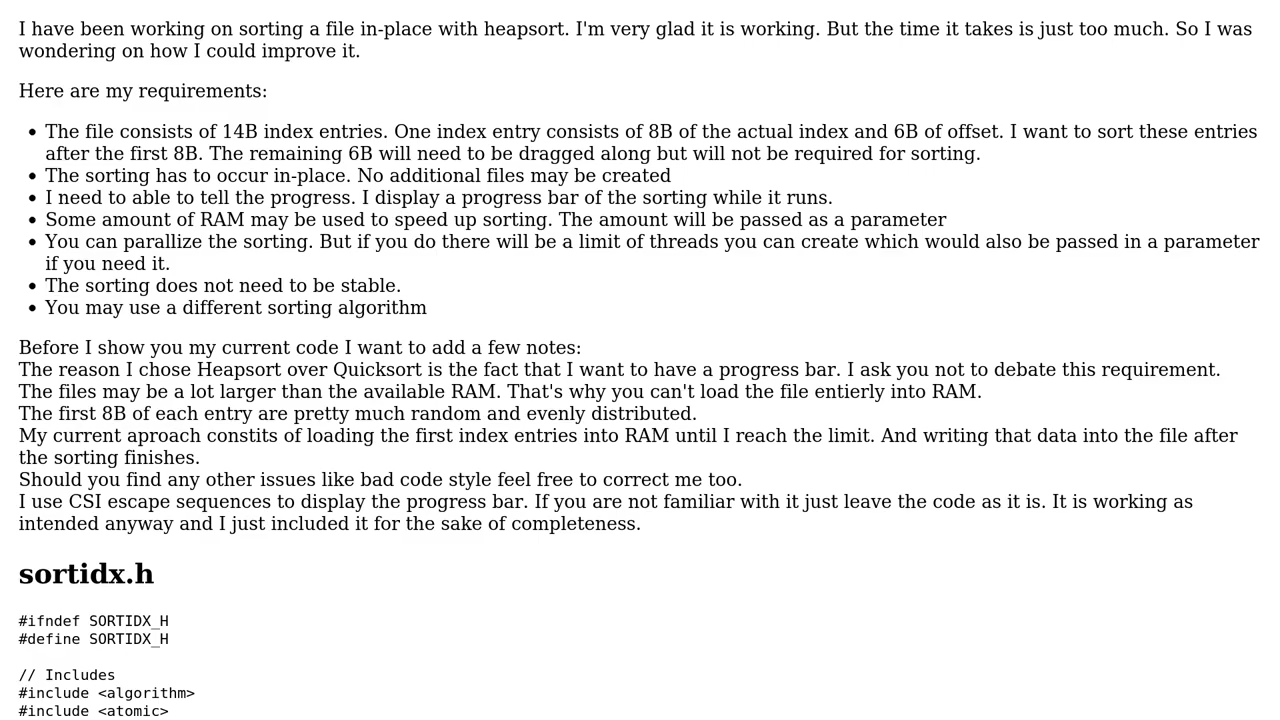 I have been working on sorting a file in-place with heapsort. I'm very glad it is working. But the time it takes is just too much. So I was
wondering on how I could improve it.
Here are my requirements:
• The file consists of 14B index entries. One index entry consists of 8B of the actual index and 6B of offset. I want to sort these entries
after the first 8B. The remaining 6B will need to be dragged along but will not be required for sorting.
• The sorting has to occur in-place. No additional files may be created
• I need to able to tell the progress. I display a progress bar of the sorting while it runs.
• Some amount of RAM may be used to speed up sorting. The amount will be passed as a parameter
• You can parallize the sorting. But if you do there will be a limit of threads you can create which would also be passed in a parameter
if you need it.
• The sorting does not need to be stable.
• You may use a different sorting algorithm
Before I show you my current code I want to add a few notes:
The reason I chose Heapsort over Quicksort is the fact that I want to have a progress bar. I ask you not to debate this requirement.
The files may be a lot larger than the available RAM. That's why you can't load the file entierly into RAM.
The first 8B of each entry are pretty much random and evenly distributed.
My current aproach constits of loading the first index entries into RAM until I reach the limit. And writing that data into the file after
the sorting finishes.
Should you find any other issues like bad code style feel free to correct me too.
I use CSI escape sequences to display the progress bar. If you are not familiar with it just leave the code as it is. It is working as
intended anyway and I just included it for the sake of completeness.
sortidx.h
#ifndef SORTIDX_H
#define SORTIDX_H
// Includes
#include <algorithm>
#include <atomic>